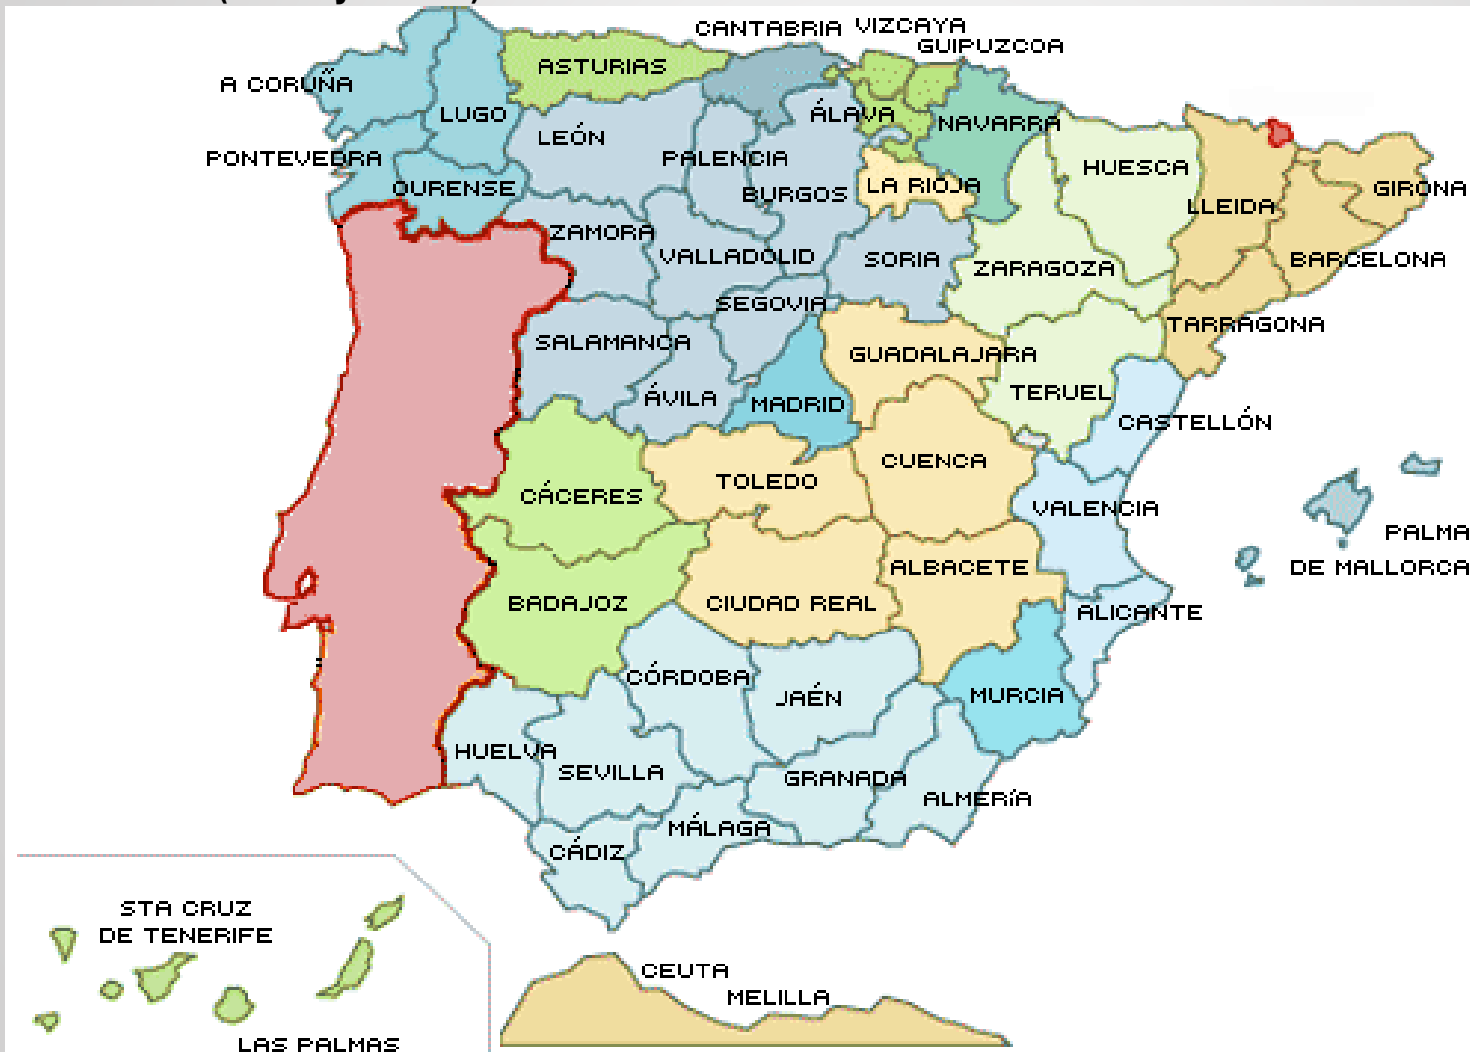 CANTABRIA
VIZCAYA
GUIPUZCOA
ASTURIAS
A CORUÑA
LUGO
LEÓN
ÁLAVA
NAVARRA
PONTEVEDRA
OURENSE
PALENCIA
BURGOS
LA RIOJA
HUESCA
LLEIDA
GIRONA
ZAMORA
VALLADOLID
SORIA
ZARAGOZA
BARCELONA
SEGOVIA
SALAMANCA
GUADALAJARA
TARRAGONA
ÁVILA
MADRID
TERUEL
CASTELLÓN
CÁCERES
TOLEDO
CUENCA
VALENCIA
PALMA
DE MALLORCA
BADAJOZ
CIUDAD REAL
ALBACETE
ALICANTE
CÓRDOBA
JAÉN
MURCIA
HUELVA
SEVILLA
GRANADA
ALMERíA
MÁLAGA
CÁDIZ
STA CRUZ
DE TENERIFE
LAS PALMAS
CEUTA
MELILLA